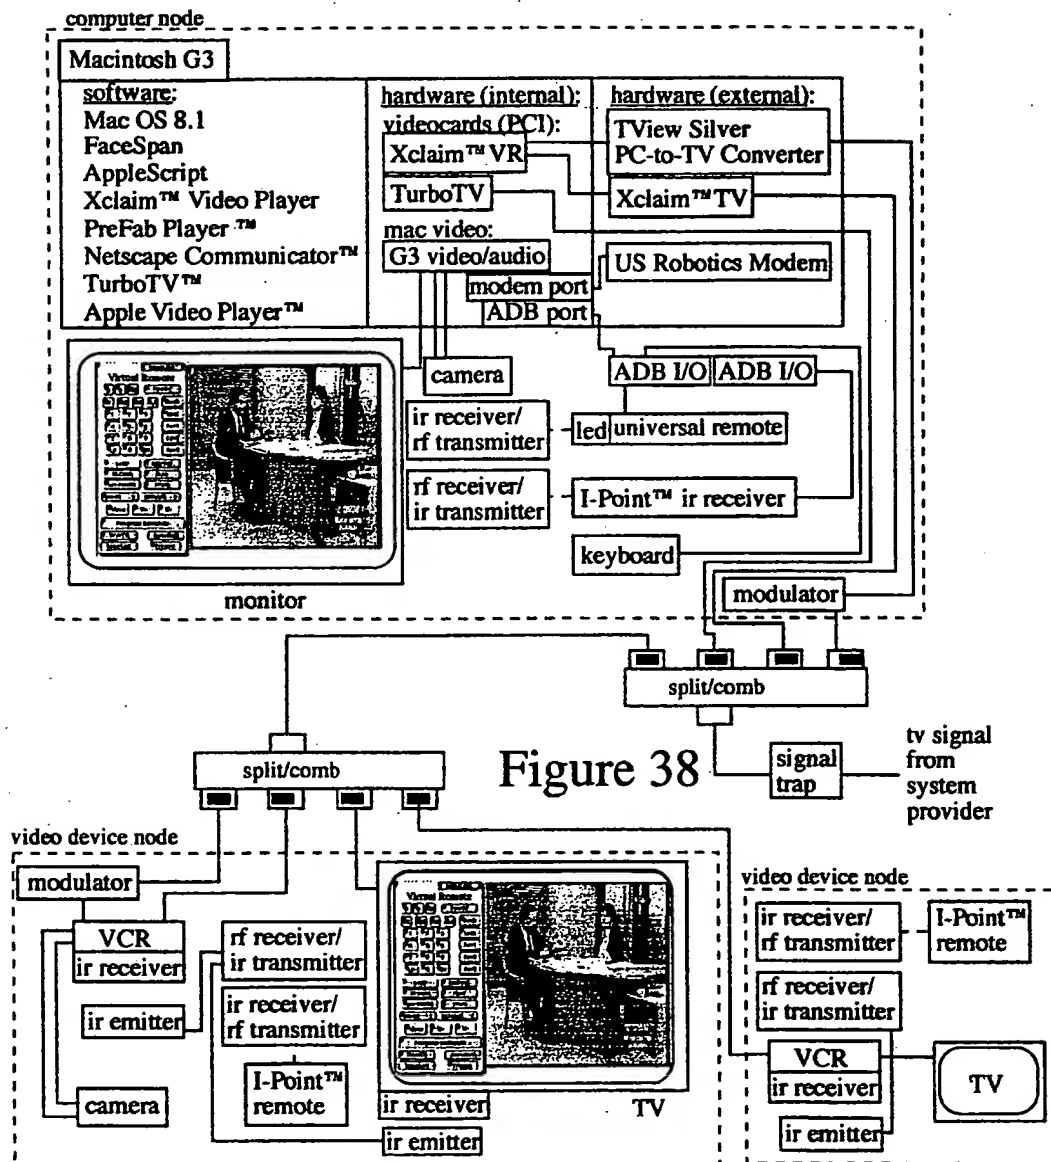 computer node
Macintosh G3
software:
Mac OS 8.1
FaceSpan
AppleScript
Xclaim™ Video Player
PreFab Player ™
Netscape Communicator™
TurboTV™
Apple Video Player™
hardware (internal):
videocards (PCI):
Xclaim™ VR
TurboTV
mac video:
G3 video/audio
modem port
ADB port
hardware (external):
TView Silver
PC-to-TV Converter
Xclaim™ TV
US Robotics Modem
camera
ADB I/O
ADB I/O
ir receiver/
rf transmitter
led
universal remote
rf receiver/
ir transmitter
I-Point™ ir receiver
keyboard
Virtual Remote
monitor
modulator
split/comb
signal
trap
tv signal
from
system
provider
Figure 38
split/comb
video device node
modulator
VCR
ir receiver
ir emitter
camera
rf receiver/
ir transmitter
ir receiver/
rf transmitter
I-Point™
remote
Virtual Remote
ir receiver
TV
ir emitter
video device node
ir receiver/
rf transmitter
I-Point™
remote
rf receiver/
ir transmitter
VCR
ir receiver
TV
ir emitter